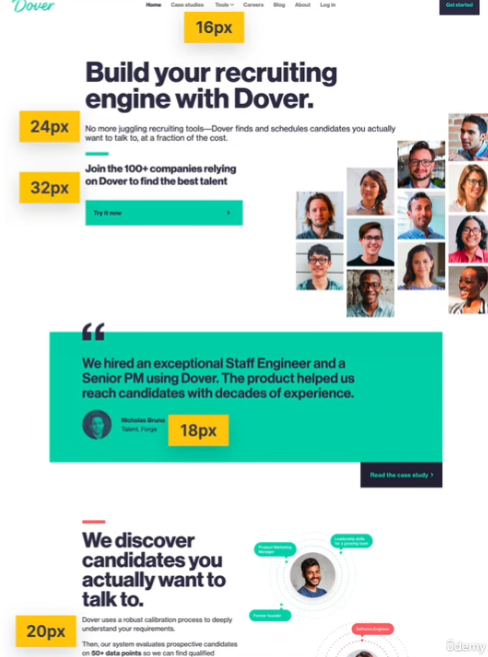 Dover
Home Case studies Tools Careers Blog About Log in
Get started
16px
Build your recruiting
engine with Dover.
24px
No more juggling recruiting tools—Dover finds and schedules candidates you actually
want to talk to, at a fraction of the cost.
32px
Join the 100+ companies relying
on Dover to find the best talent
Try it now
We hired an exceptional Staff Engineer and a
Senior PM using Dover. The product helped us
reach candidates with decades of experience.
Nicholas Bruno
Talent, Forge
18px
Read the case study
We discover
candidates you
actually want to
talk to.
Product Marketing
Manager
Leadership skills
for a growing team
Former Founder
20px
Dover uses a robust calibration process to deeply
understand your requirements.
Software Engineer
Then, our system evaluates prospective candidates
on 50+ data points so we can find qualified
ûdemy